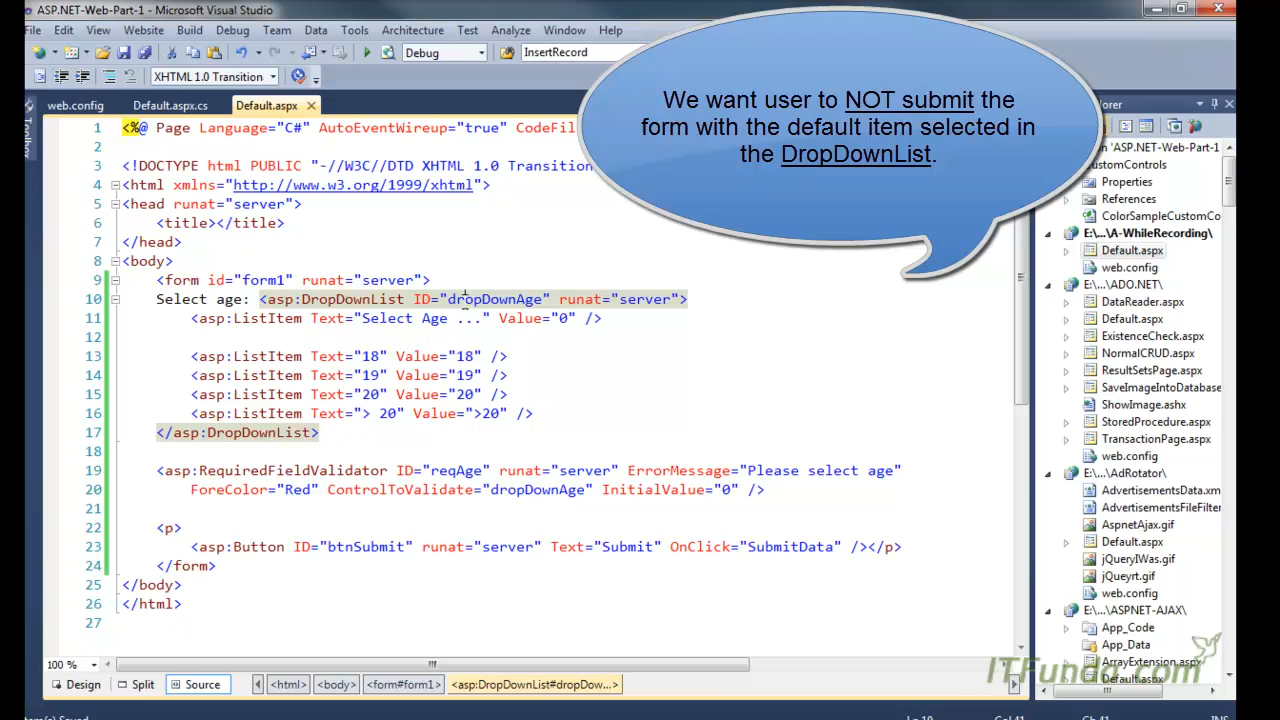 ASP.NET-Web-Part-1 - Microsoft Visual Studio
File Edit View Website Build Debug Team Data Tools Architecture Test Analyze Window Help
Debug InsertRecord
XHTML 1.0 Transition
web.config Default.aspx.cs Default.aspx
We want user to NOT submit the
form with the default item selected in
the DropDownList.
1 <%@ Page Language="C#" AutoEventWireup="true" CodeFil
2
3 <!DOCTYPE html PUBLIC "-//W3C//DTD XHTML 1.0 Transition
4 <html xmlns="http://www.w3.org/1999/xhtml">
5 <head runat="server">
6 <title></title>
7 </head>
8 <body>
9 <form id="form1" runat="server">
10 Select age: <asp:DropDownList ID="dropDownAge" runat="server">
11 <asp:ListItem Text="Select Age ..." Value="0" />
12
13 <asp:ListItem Text="18" Value="18" />
14 <asp:ListItem Text="19" Value="19" />
15 <asp:ListItem Text="20" Value="20" />
16 <asp:ListItem Text="> 20" Value=">20" />
17 </asp:DropDownList>
18
19 <asp:RequiredFieldValidator ID="reqAge" runat="server" ErrorMessage="Please select age"
20 ForeColor="Red" ControlToValidate="dropDownAge" InitialValue="0" />
21
22 <p>
23 <asp:Button ID="btnSubmit" runat="server" Text="Submit" OnClick="SubmitData" /></p>
24 </form>
25 </body>
26 </html>
27
100 %
Design Split Source <html> <body> <form#form1> <asp:DropDownList#dropDow...>
Toolbox
lorer
n 'ASP.NET-Web-Part-1
CustomControls
Properties
References
ColorSampleCustomCo
E:\...\A-WhileRecording\
Default.aspx
web.config
E:\...\ADO.NET\
DataReader.aspx
Default.aspx
ExistenceCheck.aspx
NormalCRUD.aspx
ResultSetsPage.aspx
SaveImageIntoDatabase
ShowImage.ashx
StoredProcedure.aspx
TransactionPage.aspx
web.config
E:\...\AdRotator\
AdvertisementsData.xm
AdvertisementsFileFilter
AspnetAjax.gif
Default.aspx
jQueryIWas.gif
jQueyrt.gif
web.config
E:\...\ASPNET-AJAX\
App_Code
App_Data
ArrayExtension.aspx
Default.aspx
ITFunda.com
INS